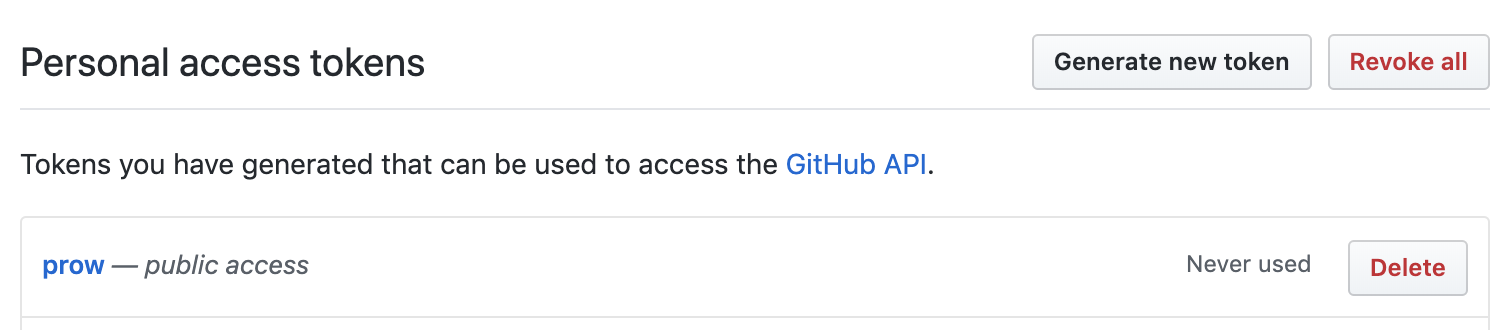 Personal access tokens
Generate new token
Revoke all
Tokens you have generated that can be used to access the GitHub API.
prow — public access
Never used
Delete